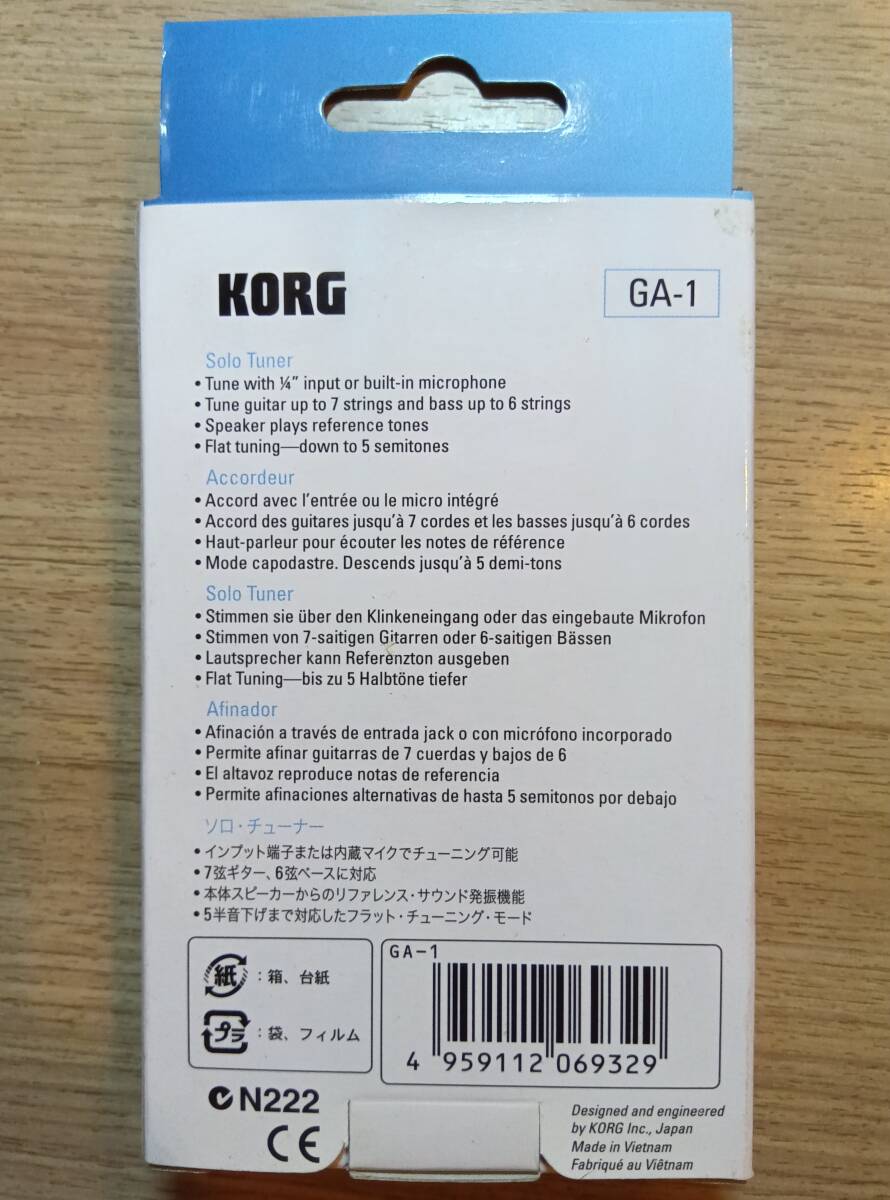 KORG
GA-1
Solo Tuner
• Tune with ¼" input or built-in microphone
• Tune guitar up to 7 strings and bass up to 6 strings
• Speaker plays reference tones
• Flat tuning—down to 5 semitones
Accordeur
• Accord avec l'entrée ou le micro intégré
• Accord des guitares jusqu'à 7 cordes et les basses jusqu'à 6 cordes
• Haut-parleur pour écouter les notes de référence
• Mode capodastre. Descends jusqu'à 5 demi-tons
Solo Tuner
• Stimmen sie über den Klinkeneingang oder das eingebaute Mikrofon
• Stimmen von 7-saitigen Gitarren oder 6-saitigen Bässen
• Lautsprecher kann Referenzton ausgeben
• Flat Tuning—bis zu 5 Halbtöne tiefer
Afinador
• Afinación a través de entrada jack o con micrófono incorporado
• Permite afinar guitarras de 7 cuerdas y bajos de 6
• El altavoz reproduce notas de referencia
• Permite afinaciones alternativas de hasta 5 semitonos por debajo
ソロ・チューナー
• インプット端子または内蔵マイクでチューニング可能
• 7弦ギター、6弦ベースに対応
• 本体スピーカーからのリファレンス・サウンド発振機能
• 5半音下げまで対応したフラット・チューニング・モード
紙：箱、台紙
プラ：袋、フィルム
GA-1
4 959112 069329
N222
CE
Designed and engineered
by KORG Inc., Japan
Made in Vietnam
Fabriqué au Viêtnam